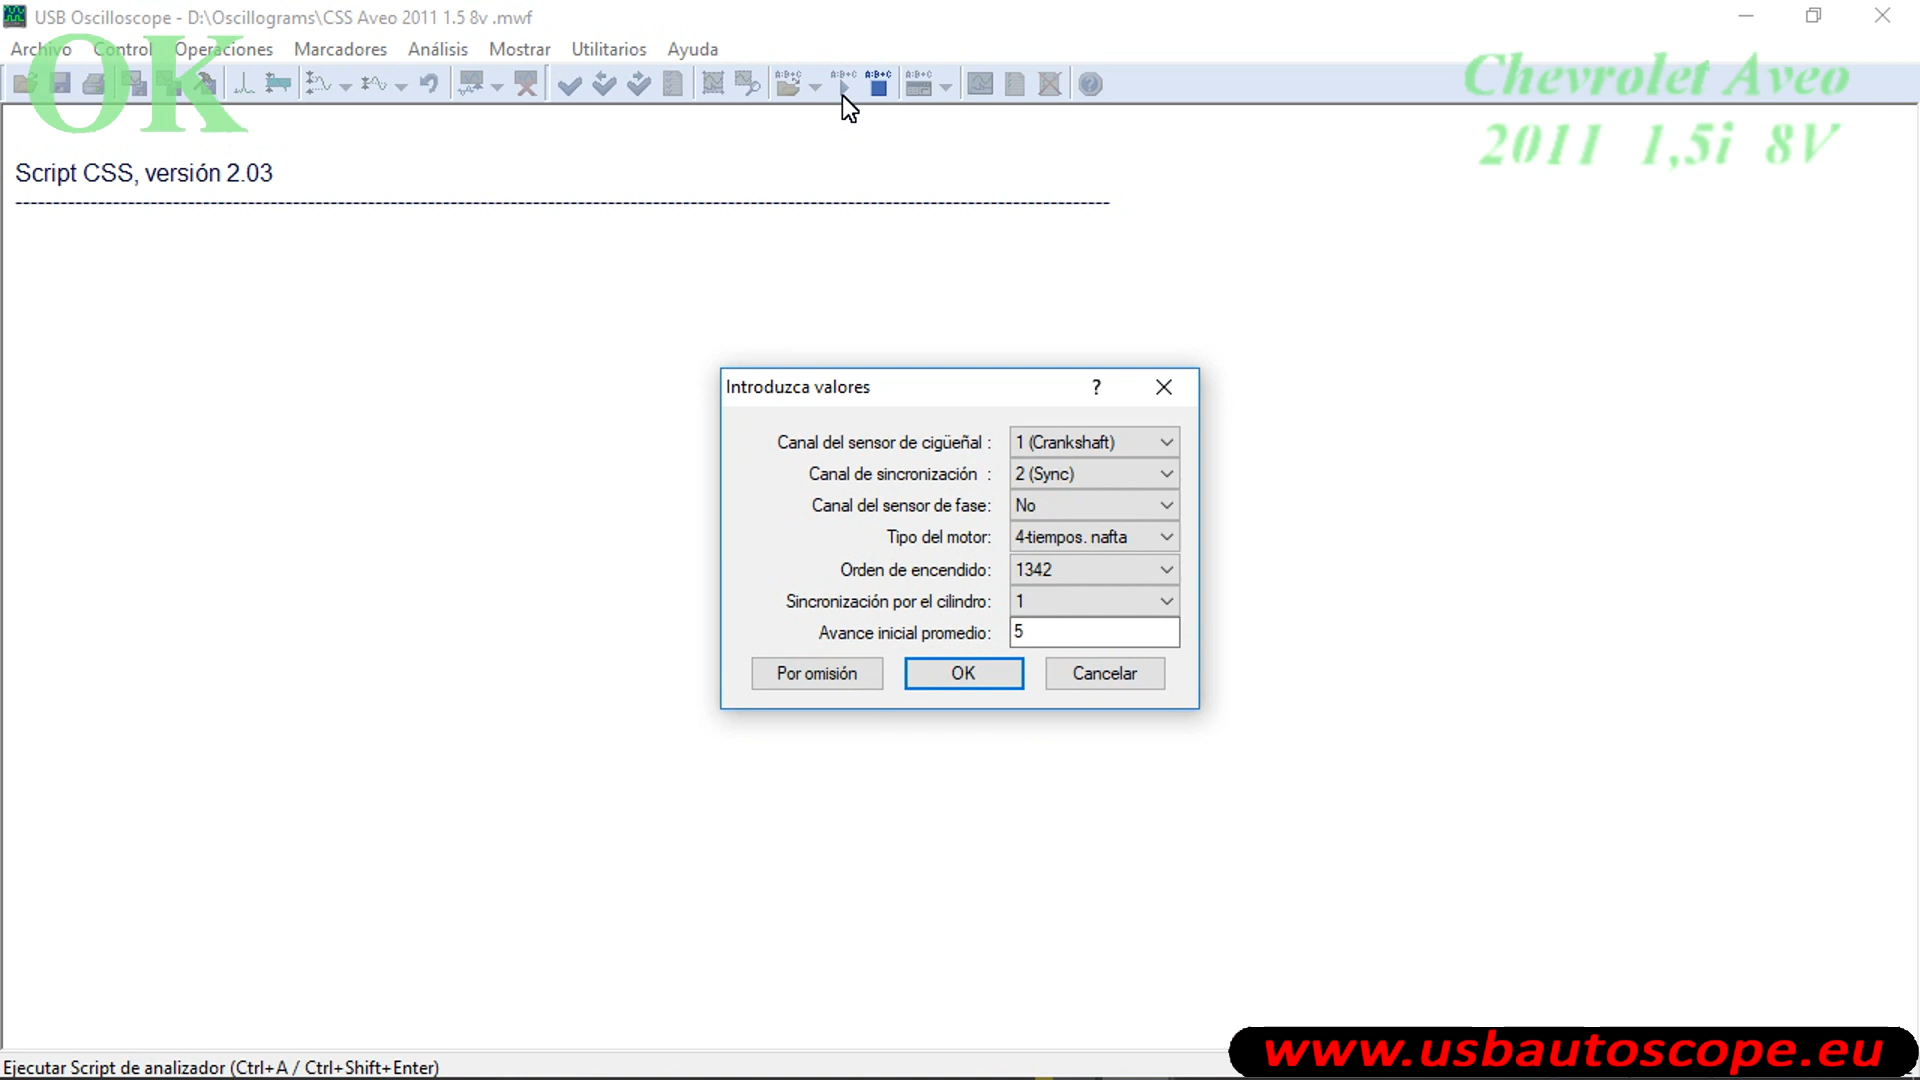 USB Oscilloscope - D:\Oscillograms\CSS Aveo 2011 1.5 8v .mwf
Archivo Control Operaciones Marcadores Análisis Mostrar Utilitarios Ayuda
OK
A:B+C A:B+C A:B+C A:B+C
Chevrolet Aveo
2011 1,5i 8V
Script CSS, versión 2.03
Introduzca valores ?
Canal del sensor de cigüeñal : 1 (Crankshaft)
Canal de sincronización : 2 (Sync)
Canal del sensor de fase: No
Tipo del motor: 4-tiempos. nafta
Orden de encendido: 1342
Sincronización por el cilindro: 1
Avance inicial promedio: 5
Por omisión OK Cancelar
Ejecutar Script de analizador (Ctrl+A / Ctrl+Shift+Enter)
www.usbautoscope.eu